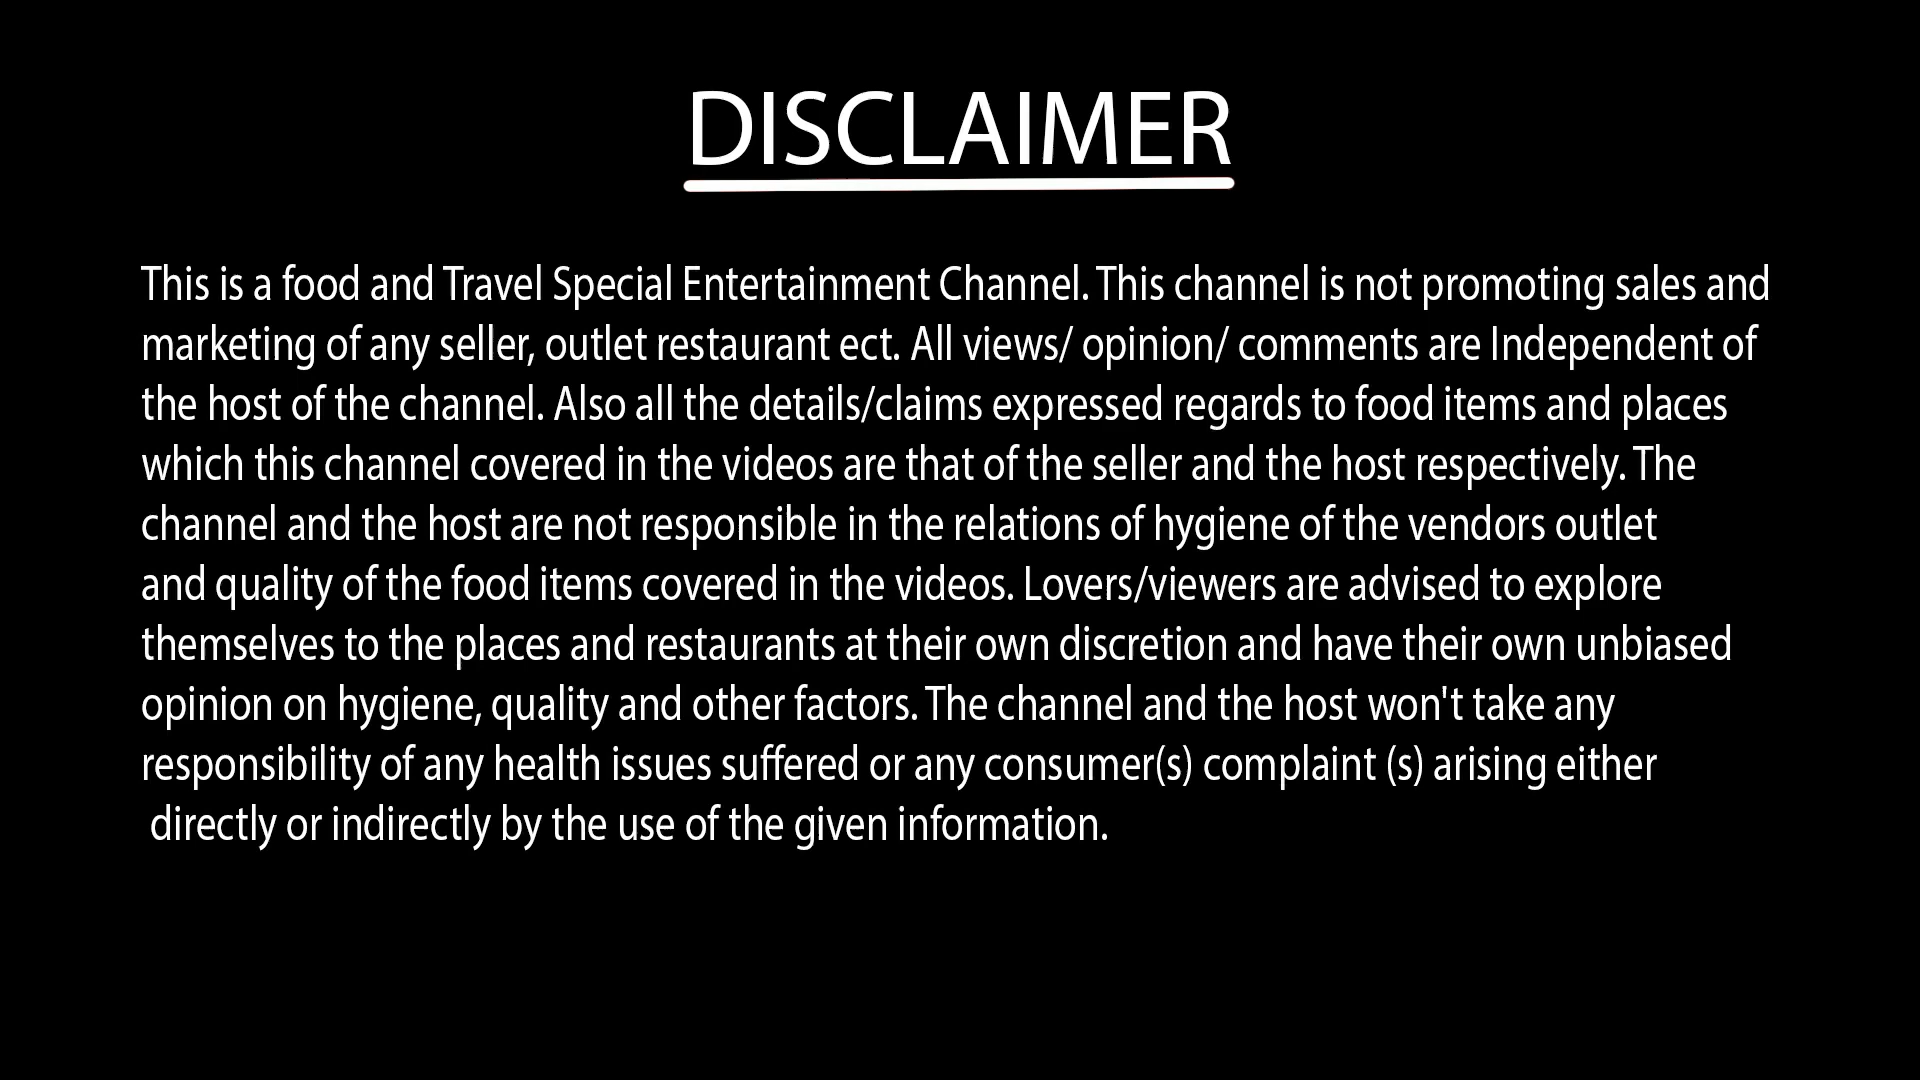 DISCLAIMER
This is a food and Travel Special Entertainment Channel. This channel is not promoting sales and
marketing of any seller, outlet restaurant ect. All views/ opinion/ comments are Independent of
the host of the channel. Also all the details/claims expressed regards to food items and places
which this channel covered in the videos are that of the seller and the host respectively. The
channel and the host are not responsible in the relations of hygiene of the vendors outlet
and quality of the food items covered in the videos. Lovers/viewers are advised to explore
themselves to the places and restaurants at their own discretion and have their own unbiased
opinion on hygiene, quality and other factors. The channel and the host won't take any
responsibility of any health issues suffered or any consumer(s) complaint (s) arising either
directly or indirectly by the use of the given information.